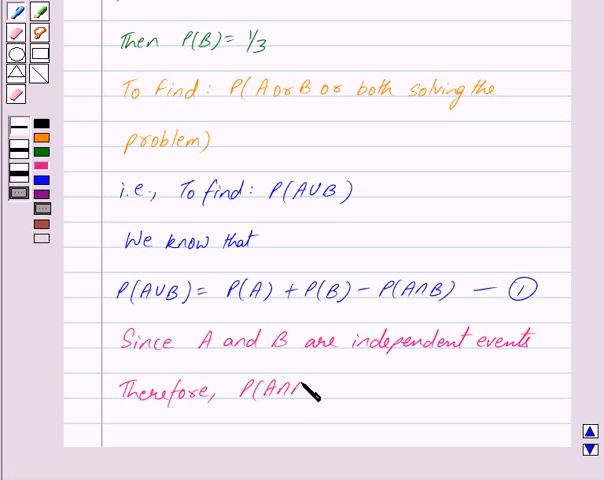 Then P(B) = 1/3
To find: P(A or B or both solving the
problem)
i.e., To find: P(A∪B)
We know that
P(A∪B) = P(A) + P(B) - P(A∩B) — ①
Since A and B are independent events
Therefore, P(A∩